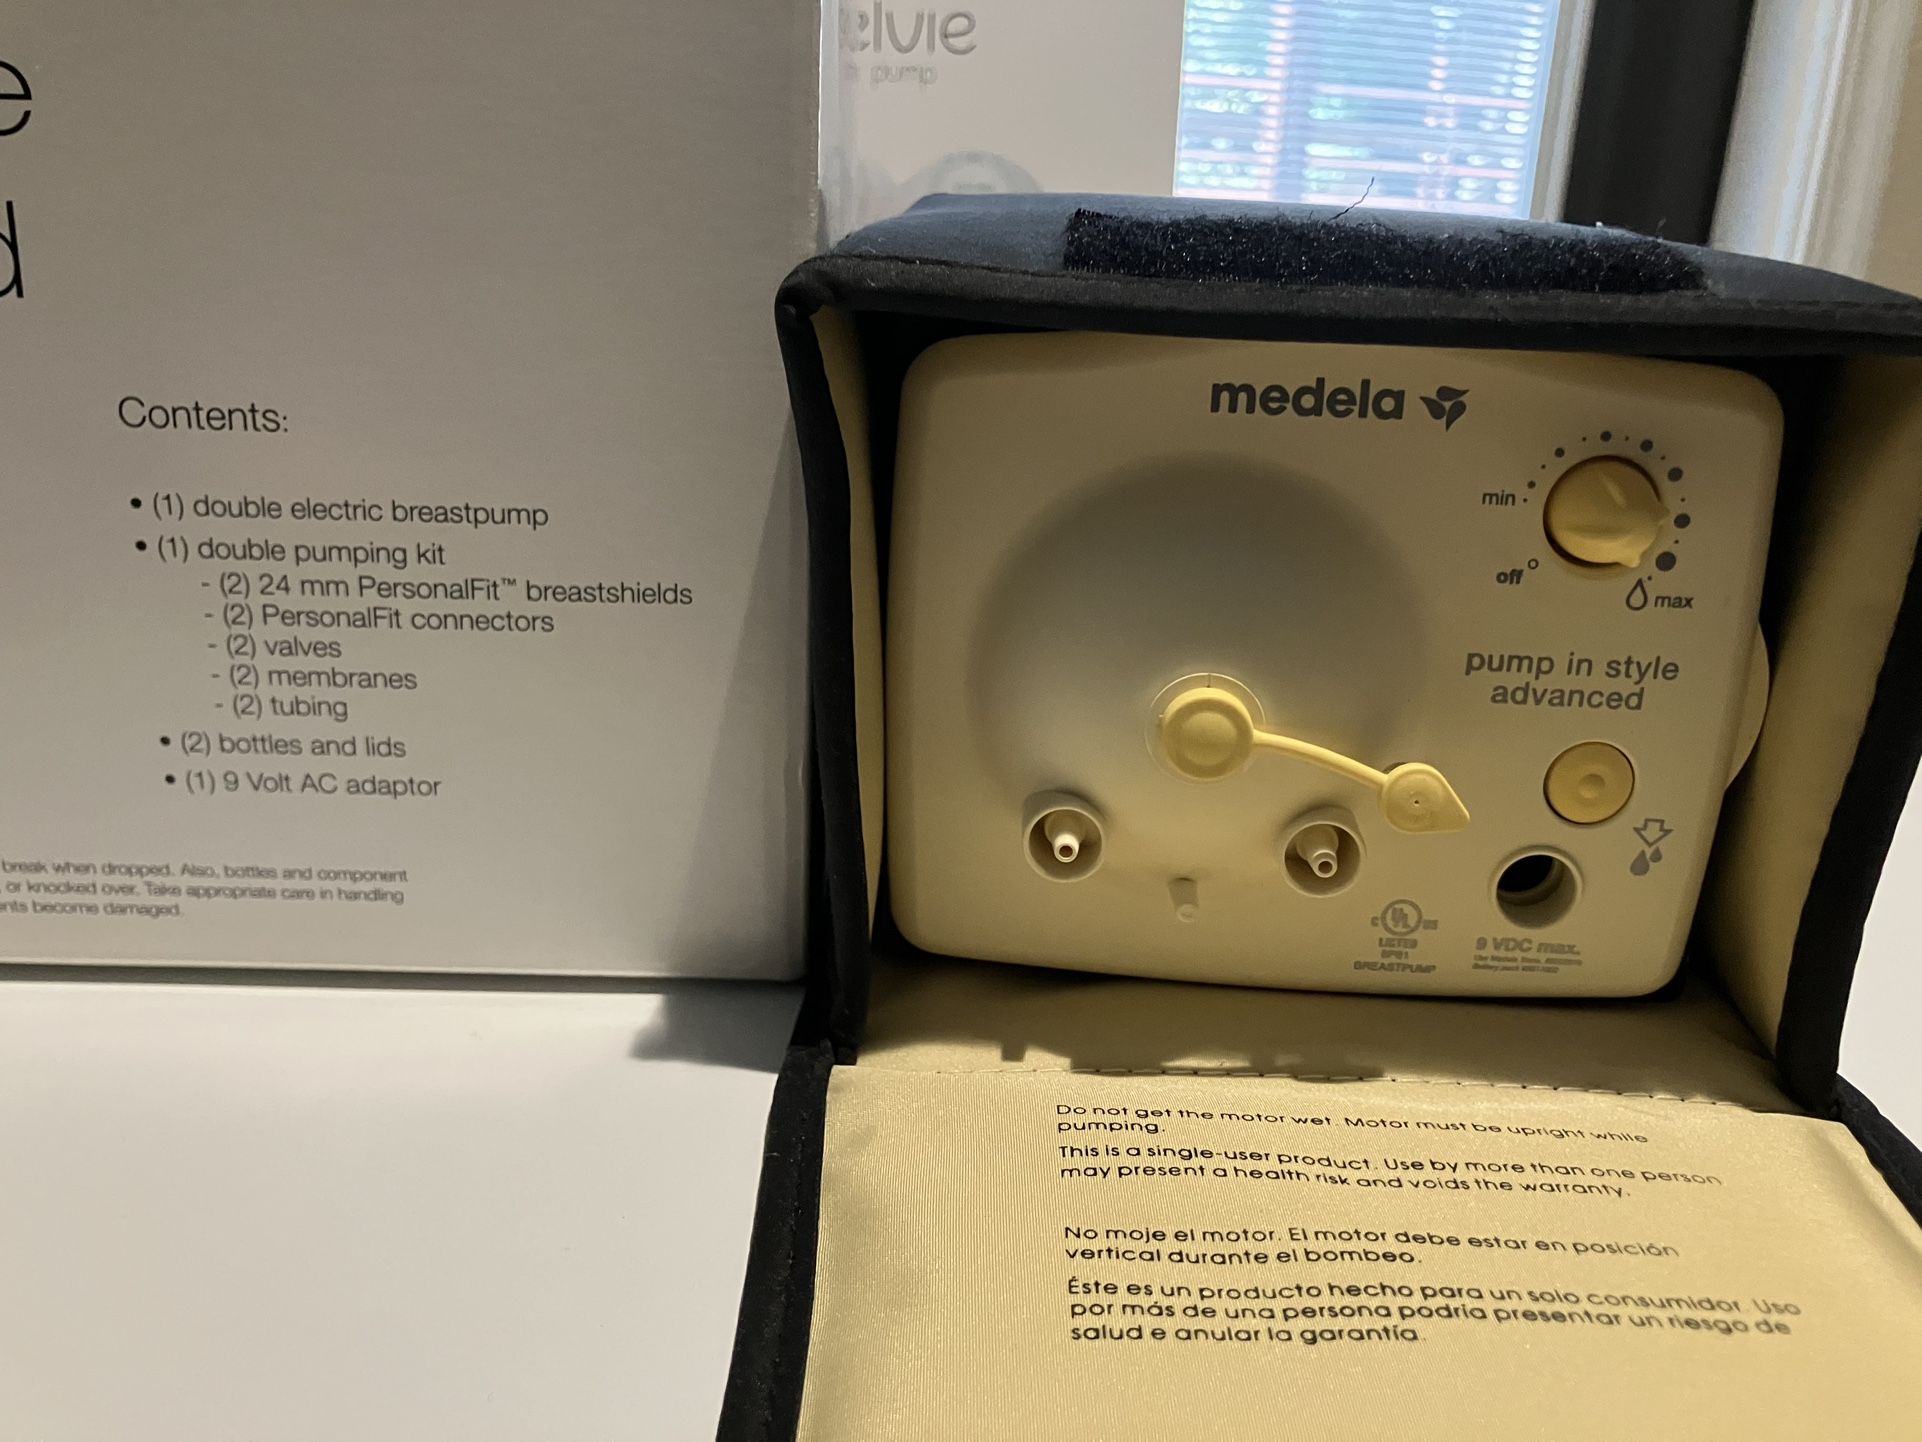 e
d
Contents:
• (1) double electric breastpump
• (1) double pumping kit
- (2) 24 mm PersonalFit™ breastshields
- (2) PersonalFit connectors
- (2) valves
- (2) membranes
- (2) tubing
• (2) bottles and lids
• (1) 9 Volt AC adaptor
break when dropped. Also, bottles and component
, or knocked over. Take appropriate care in handling
nts become damaged.
elvie
pump
medela
min
off
max
pump in style
advanced
C UL US
LISTED
BREASTPUMP
9 VDC max.
Do not get the motor wet. Motor must be upright while
pumping.
This is a single-user product. Use by more than one person
may present a health risk and voids the warranty.
No moje el motor. El motor debe estar en posición
vertical durante el bombeo.
Éste es un producto hecho para un solo consumidor. Uso
por más de una persona podría presentar un riesgo de
salud e anular la garantía.